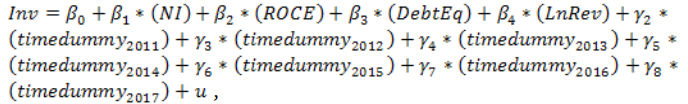 Inv = β₀ + β₁ * (NI) + β₂ * (ROCE) + β₃ * (DebtEq) + β₄ * (LnRev) + γ₂ *
(timedummy₂₀₁₁) + γ₃ * (timedummy₂₀₁₂) + γ₄ * (timedummy₂₀₁₃) + γ₅ *
(timedummy₂₀₁₄) + γ₆ * (timedummy₂₀₁₅) + γ₇ * (timedummy₂₀₁₆) + γ₈ *
(timedummy₂₀₁₇) + u ,